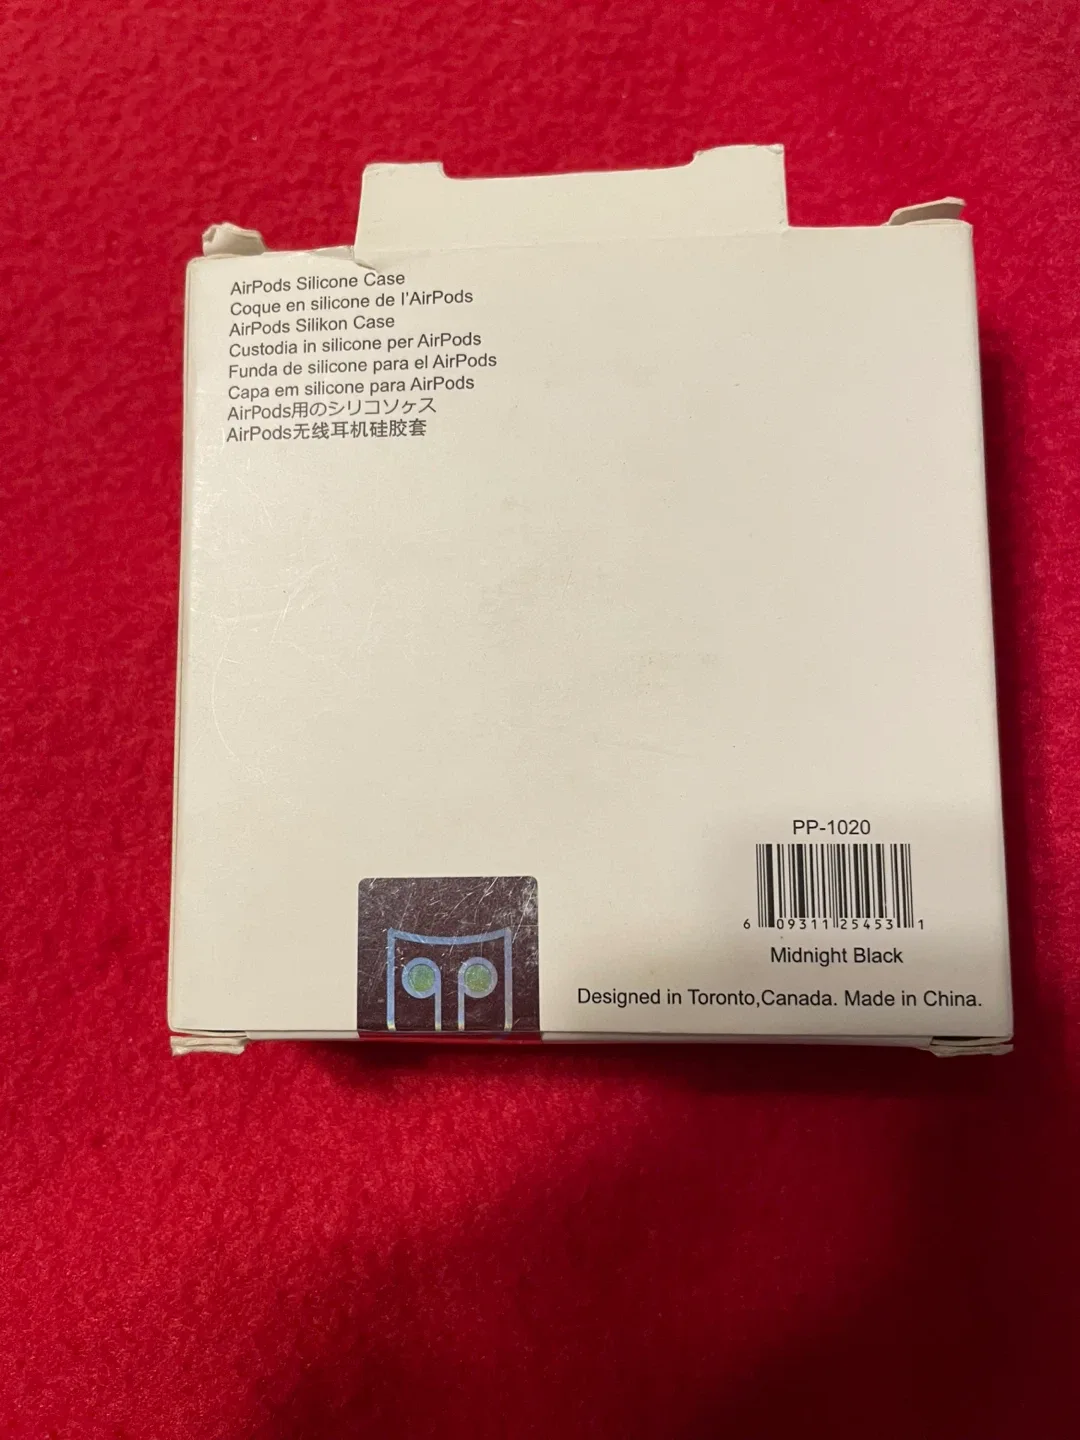 AirPods Silicone Case
Coque en silicone de l'AirPods
AirPods Silikon Case
Custodia in silicone per AirPods
Funda de silicone para el AirPods
Capa em silicone para AirPods
AirPods用のシリコソヶス
AirPods无线耳机硅胶套
PP-1020
6 09311 25453 1
Midnight Black
Designed in Toronto,Canada. Made in China.